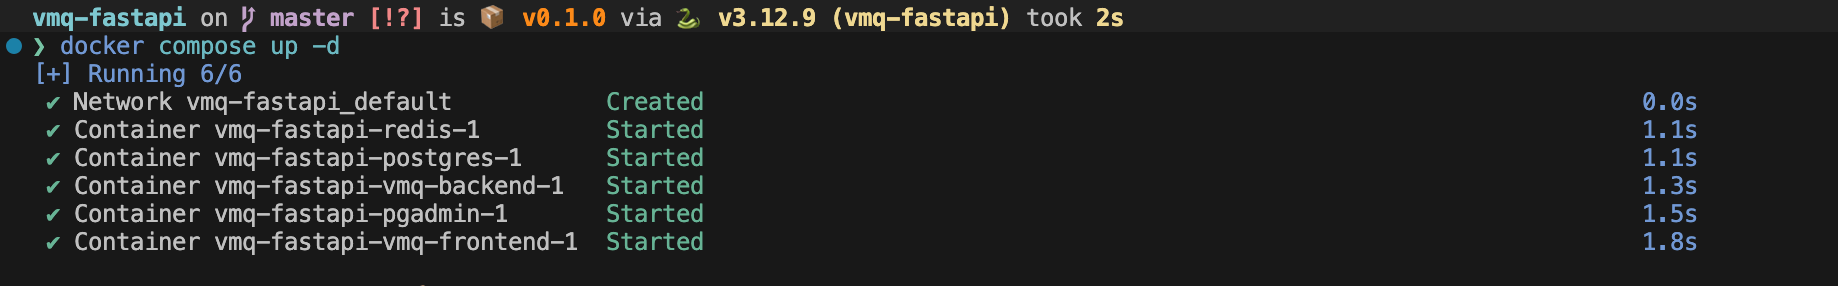 vmq-fastapi on master [!?] is 📦 v0.1.0 via 🐍 v3.12.9 (vmq-fastapi) took 2s
❯ docker compose up -d
[+] Running 6/6
✔ Network vmq-fastapi_default Created 0.0s
✔ Container vmq-fastapi-redis-1 Started 1.1s
✔ Container vmq-fastapi-postgres-1 Started 1.1s
✔ Container vmq-fastapi-vmq-backend-1 Started 1.3s
✔ Container vmq-fastapi-pgadmin-1 Started 1.5s
✔ Container vmq-fastapi-vmq-frontend-1 Started 1.8s